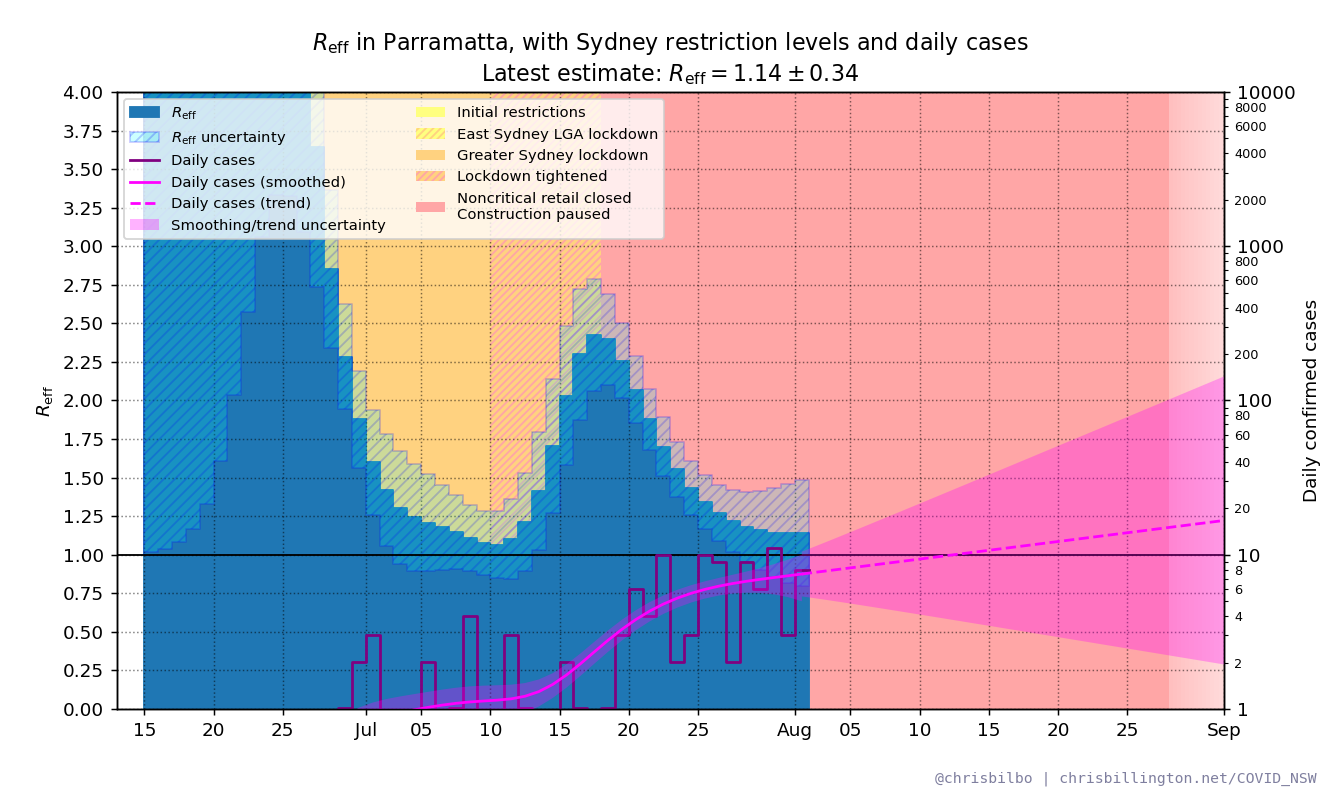 R_eff in Parramatta, with Sydney restriction levels and daily cases
Latest estimate: R_eff = 1.14 ± 0.34
R_eff
R_eff uncertainty
Daily cases
Daily cases (smoothed)
Daily cases (trend)
Smoothing/trend uncertainty
Initial restrictions
East Sydney LGA lockdown
Greater Sydney lockdown
Lockdown tightened
Noncritical retail closed
Construction paused
4.00
3.75
3.50
3.25
3.00
2.75
2.50
2.25
2.00
1.75
1.50
1.25
1.00
0.75
0.50
0.25
0.00
R_eff
10000
8000
6000
4000
2000
1000
800
600
400
200
100
80
60
40
20
10
8
6
4
2
1
Daily confirmed cases
15 20 25 Jul 05 10 15 20 25 Aug 05 10 15 20 25 Sep
@chrisbilbo | chrisbillington.net/COVID_NSW